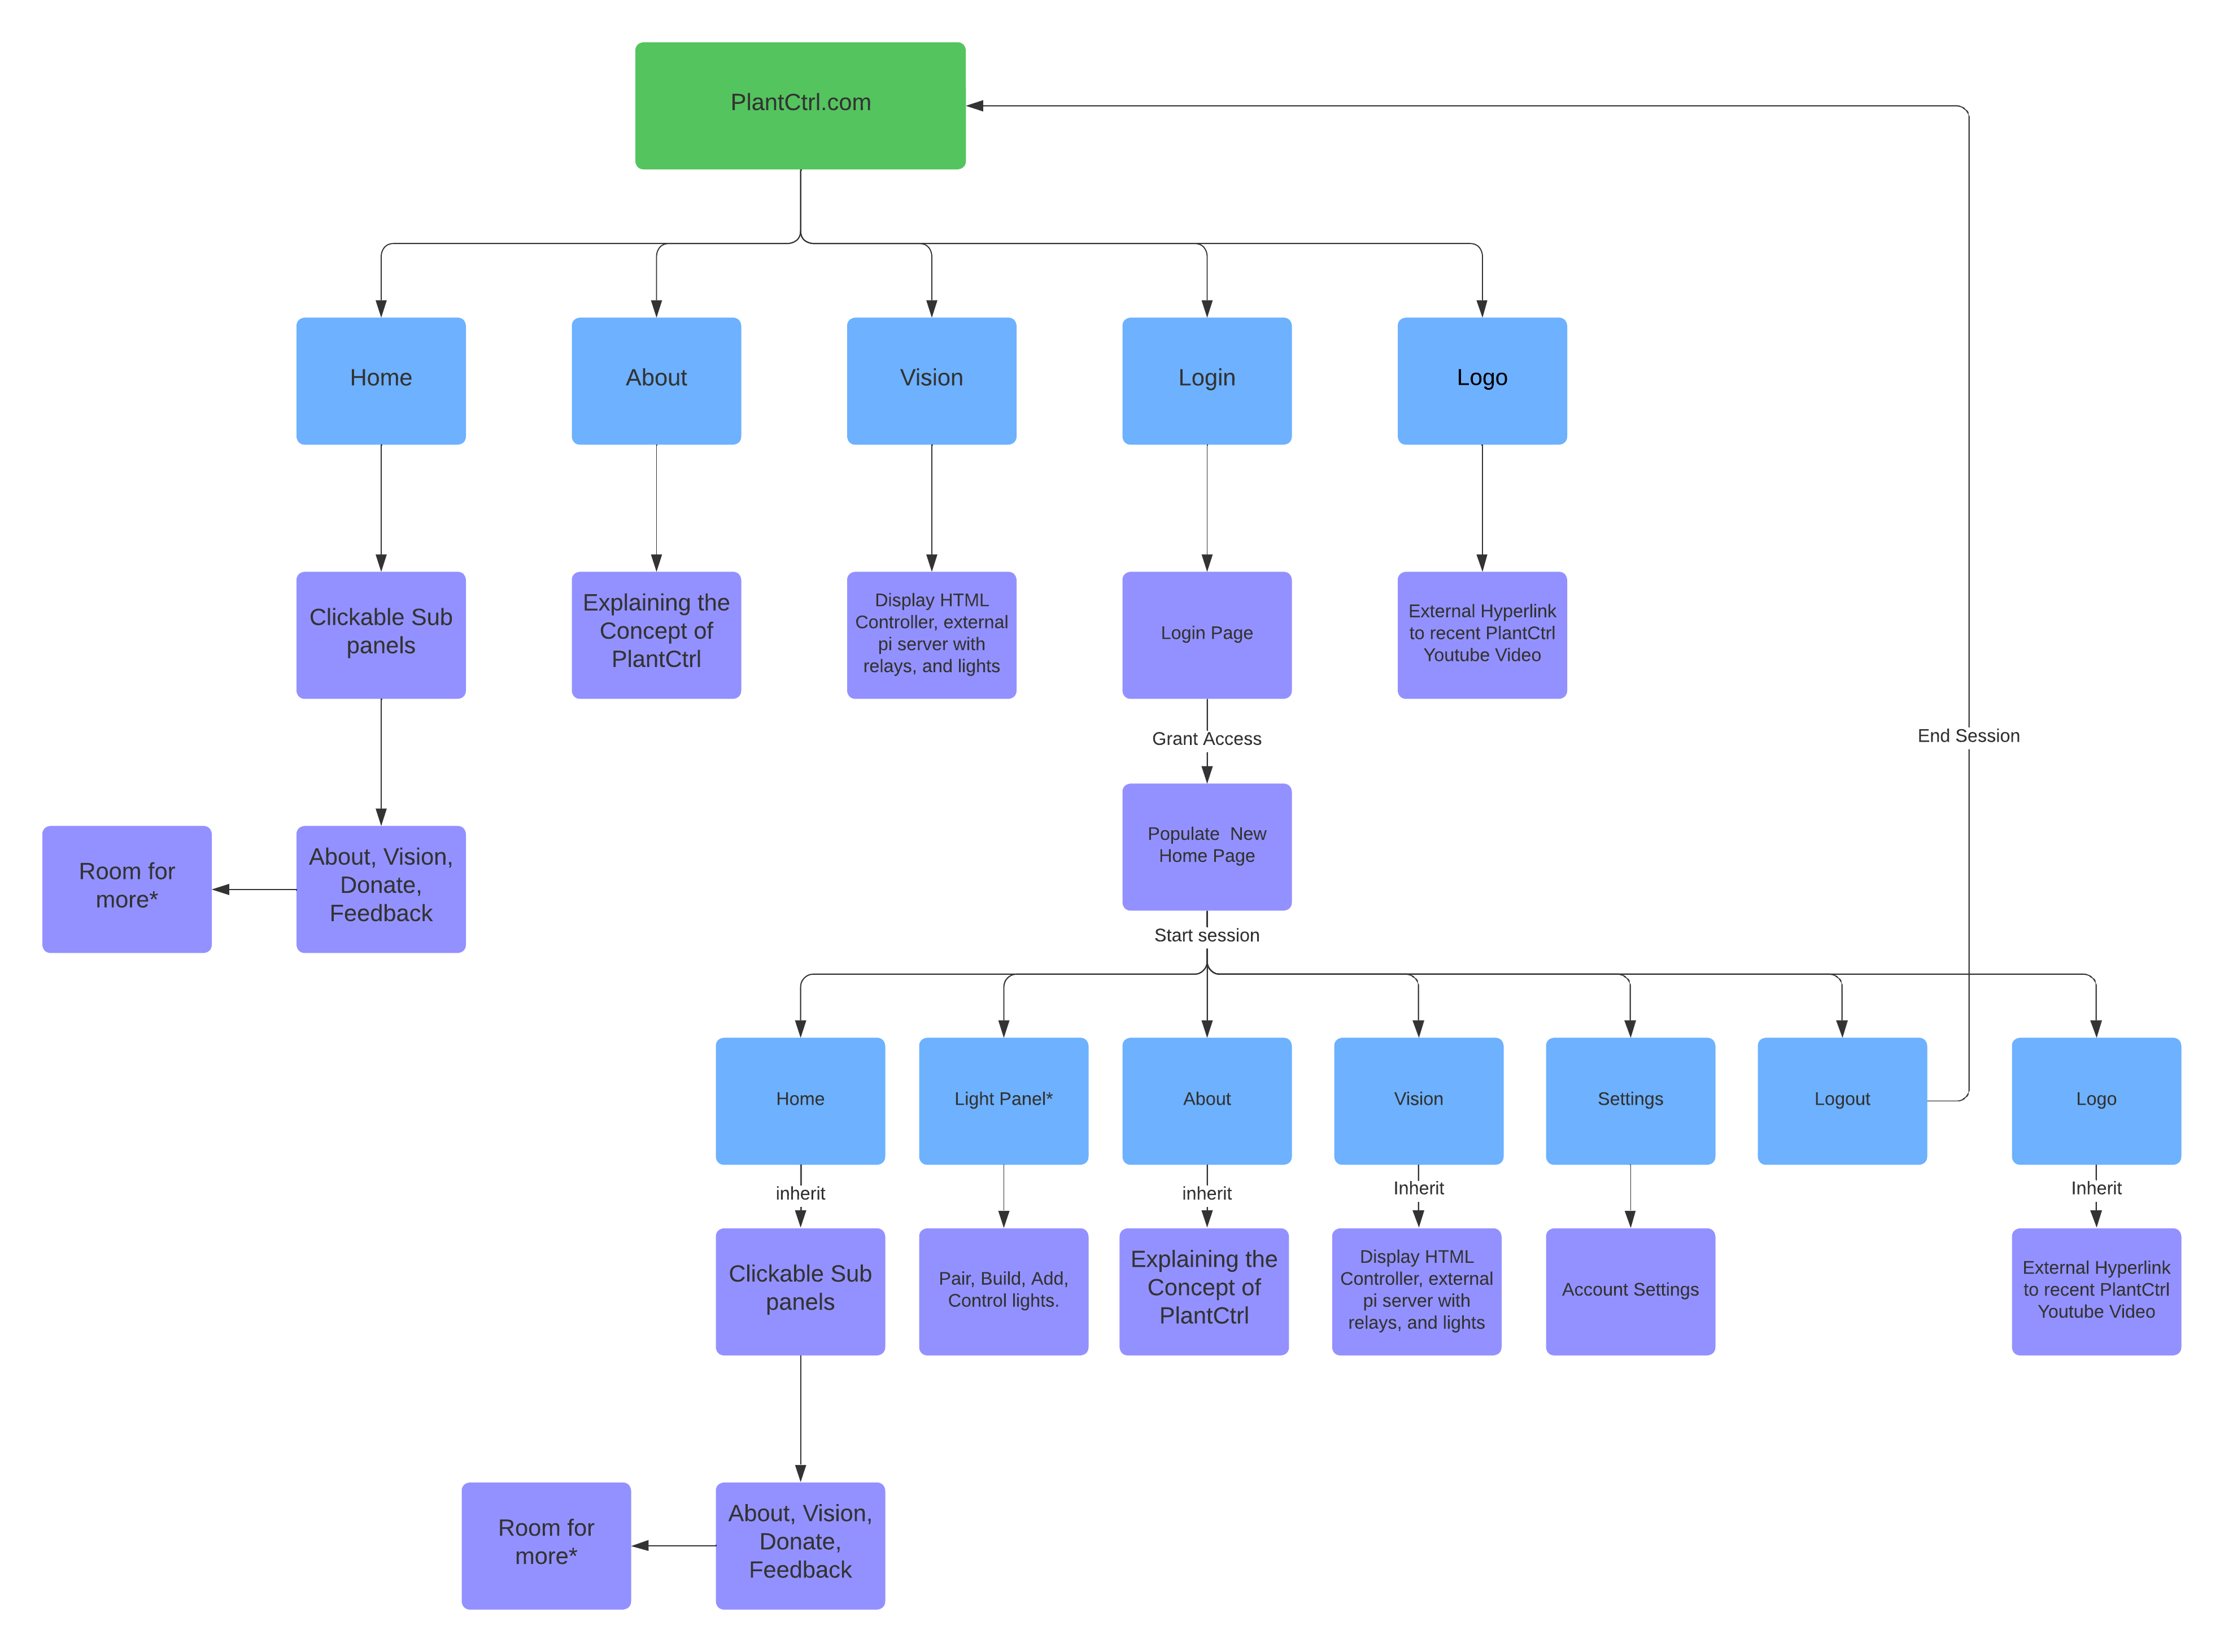 PlantCtrl.com
Home
About
Vision
Login
Logo
Clickable Sub
panels
Explaining the
Concept of
PlantCtrl
Display HTML
Controller, external
pi server with
relays, and lights
Login Page
External Hyperlink
to recent PlantCtrl
Youtube Video
Grant Access
End Session
Room for
more*
About, Vision,
Donate,
Feedback
Populate  New
Home Page
Start session
Home
Light Panel*
About
Vision
Settings
Logout
Logo
inherit
inherit
Inherit
Inherit
Clickable Sub
panels
Pair, Build, Add,
Control lights.
Explaining the
Concept of
PlantCtrl
Display HTML
Controller, external
pi server with
relays, and lights
Account Settings
External Hyperlink
to recent PlantCtrl
Youtube Video
Room for
more*
About, Vision,
Donate,
Feedback